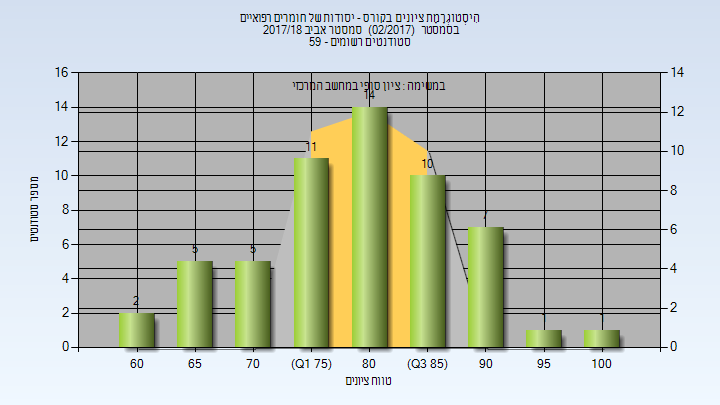 הִיסְטוֹגְרָמַת ציונים בקורס - יסודות של חומרים רפואיים
בסמסטר (02/2017) סמסטר אביב 2017/18
סטודנטים רשומים - 59
במשימה : ציון סופי במחשב המרכזי
מספר סטודנטים
16 14 12 10 8 6 4 2 0
14 12 10 8 6 4 2 0
2 5 5 11 14 10 7 1 1
60 65 70 (Q1 75) 80 (Q3 85) 90 95 100
טווח ציונים